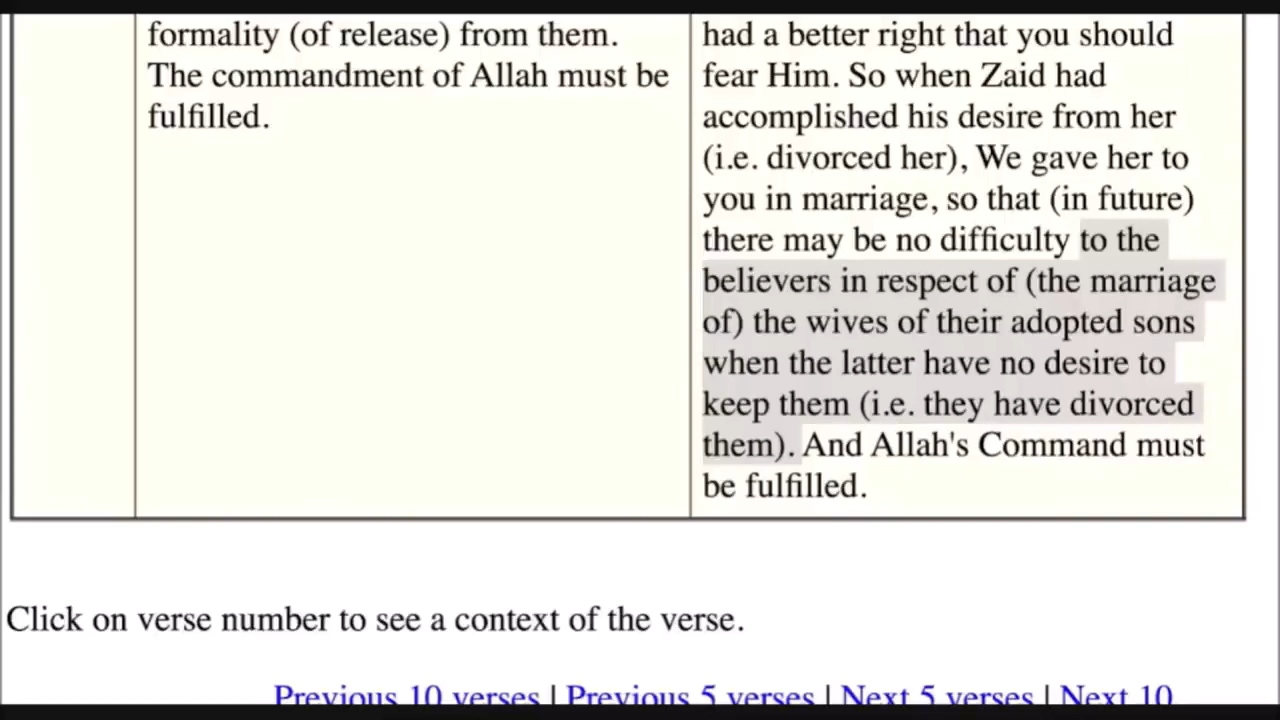 formality (of release) from them.
The commandment of Allah must be
fulfilled.
had a better right that you should
fear Him. So when Zaid had
accomplished his desire from her
(i.e. divorced her), We gave her to
you in marriage, so that (in future)
there may be no difficulty to the
believers in respect of (the marriage
of) the wives of their adopted sons
when the latter have no desire to
keep them (i.e. they have divorced
them). And Allah's Command must
be fulfilled.
Click on verse number to see a context of the verse.
Previous 10 verses | Previous 5 verses | Next 5 verses | Next 10